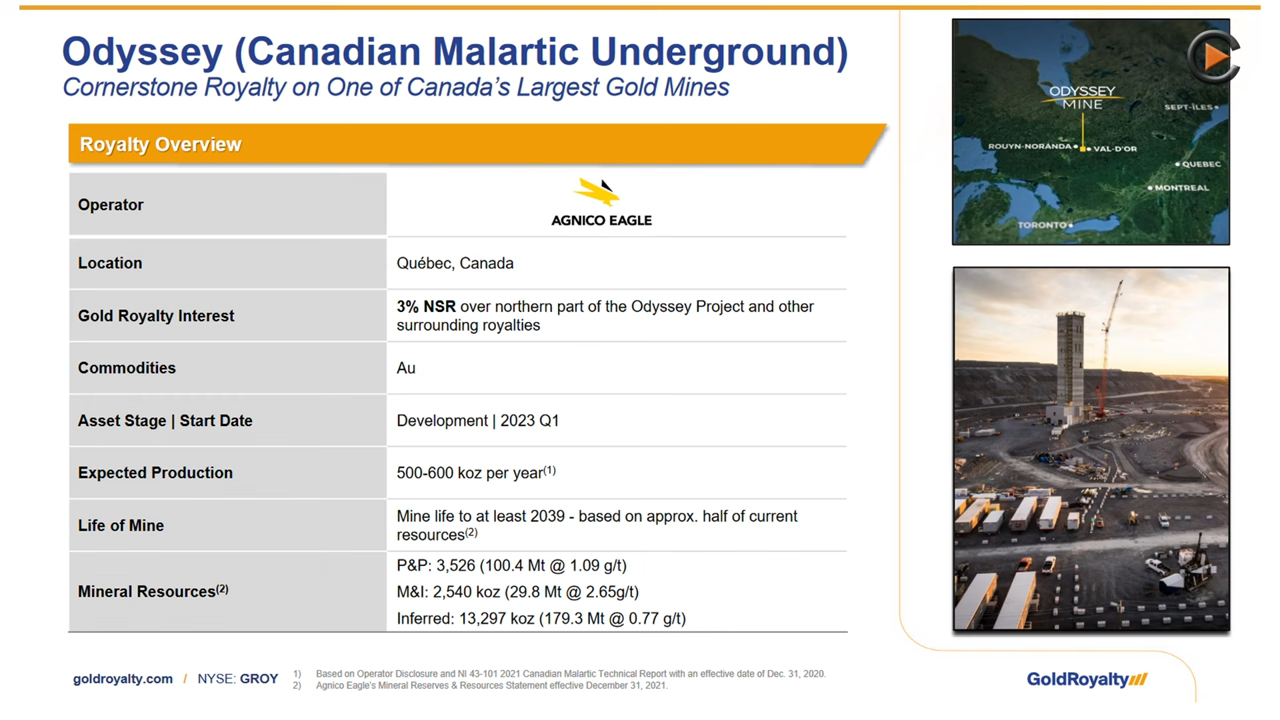 Odyssey (Canadian Malartic Underground)
Cornerstone Royalty on One of Canada's Largest Gold Mines
Royalty Overview
Operator
AGNICO EAGLE
Location
Québec, Canada
Gold Royalty Interest
3% NSR over northern part of the Odyssey Project and other
surrounding royalties
Commodities
Au
Asset Stage | Start Date
Development | 2023 Q1
Expected Production
500-600 koz per year(1)
Life of Mine
Mine life to at least 2039 - based on approx. half of current
resources(2)
Mineral Resources(2)
P&P: 3,526 (100.4 Mt @ 1.09 g/t)
M&I: 2,540 koz (29.8 Mt @ 2.65g/t)
Inferred: 13,297 koz (179.3 Mt @ 0.77 g/t)
ODYSSEY
MINE
SEPT-ÎLES
ROUYN-NORANDA
VAL-D'OR
QUEBEC
MONTREAL
TORONTO
goldroyalty.com / NYSE: GROY
1) Based on Operator Disclosure and NI 43-101 2021 Canadian Malartic Technical Report with an effective date of Dec. 31, 2020.
2) Agnico Eagle's Mineral Reserves & Resources Statement effective December 31, 2021.
GoldRoyalty